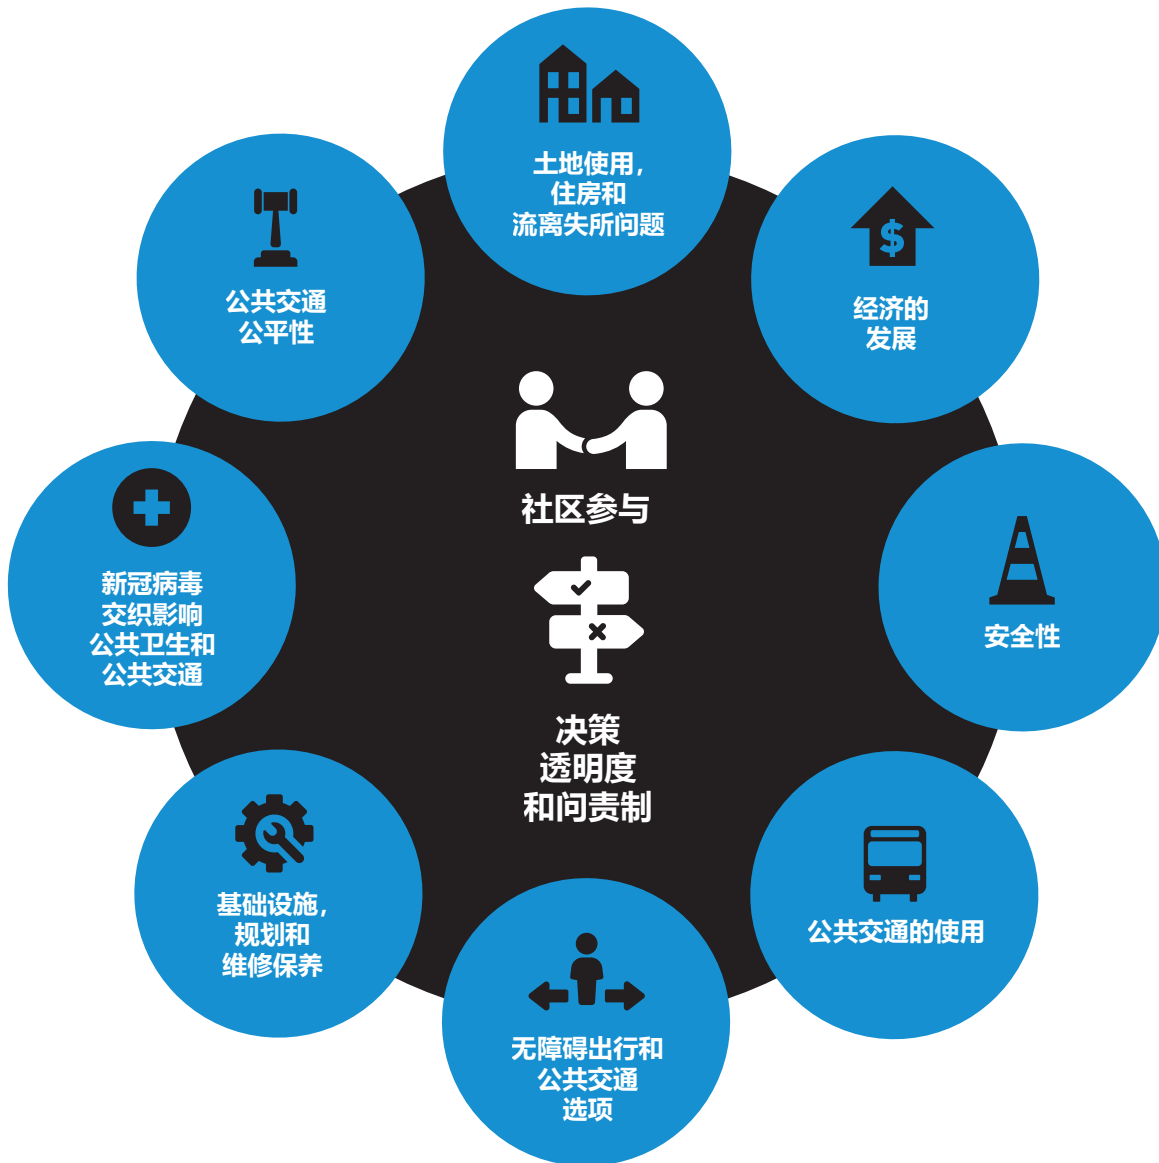 土地使用，
住房和
流离失所问题
经济的
发展
安全性
公共交通的使用
无障碍出行和
公共交通
选项
基础设施，
规划和
维修保养
新冠病毒
交织影响
公共卫生和
公共交通
公共交通
公平性
社区参与
决策
透明度
和问责制
$